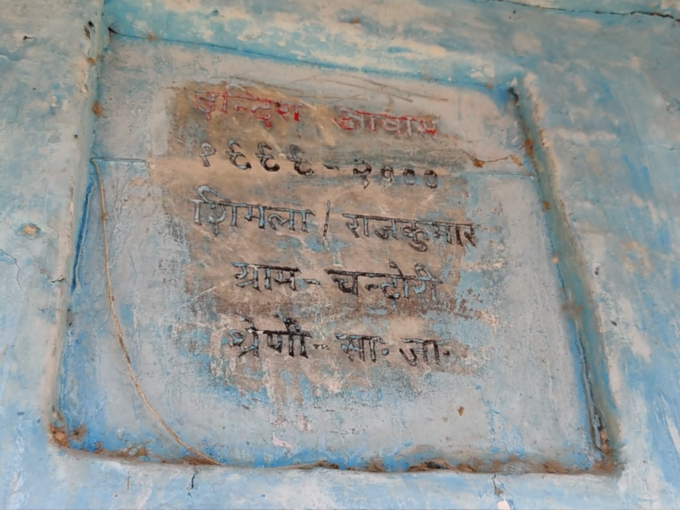 इन्दिरा आवास
१९९९-२०००
शिमला / राजकुमार
ग्राम - चन्होरी
श्रेणी - सा॰ जा॰